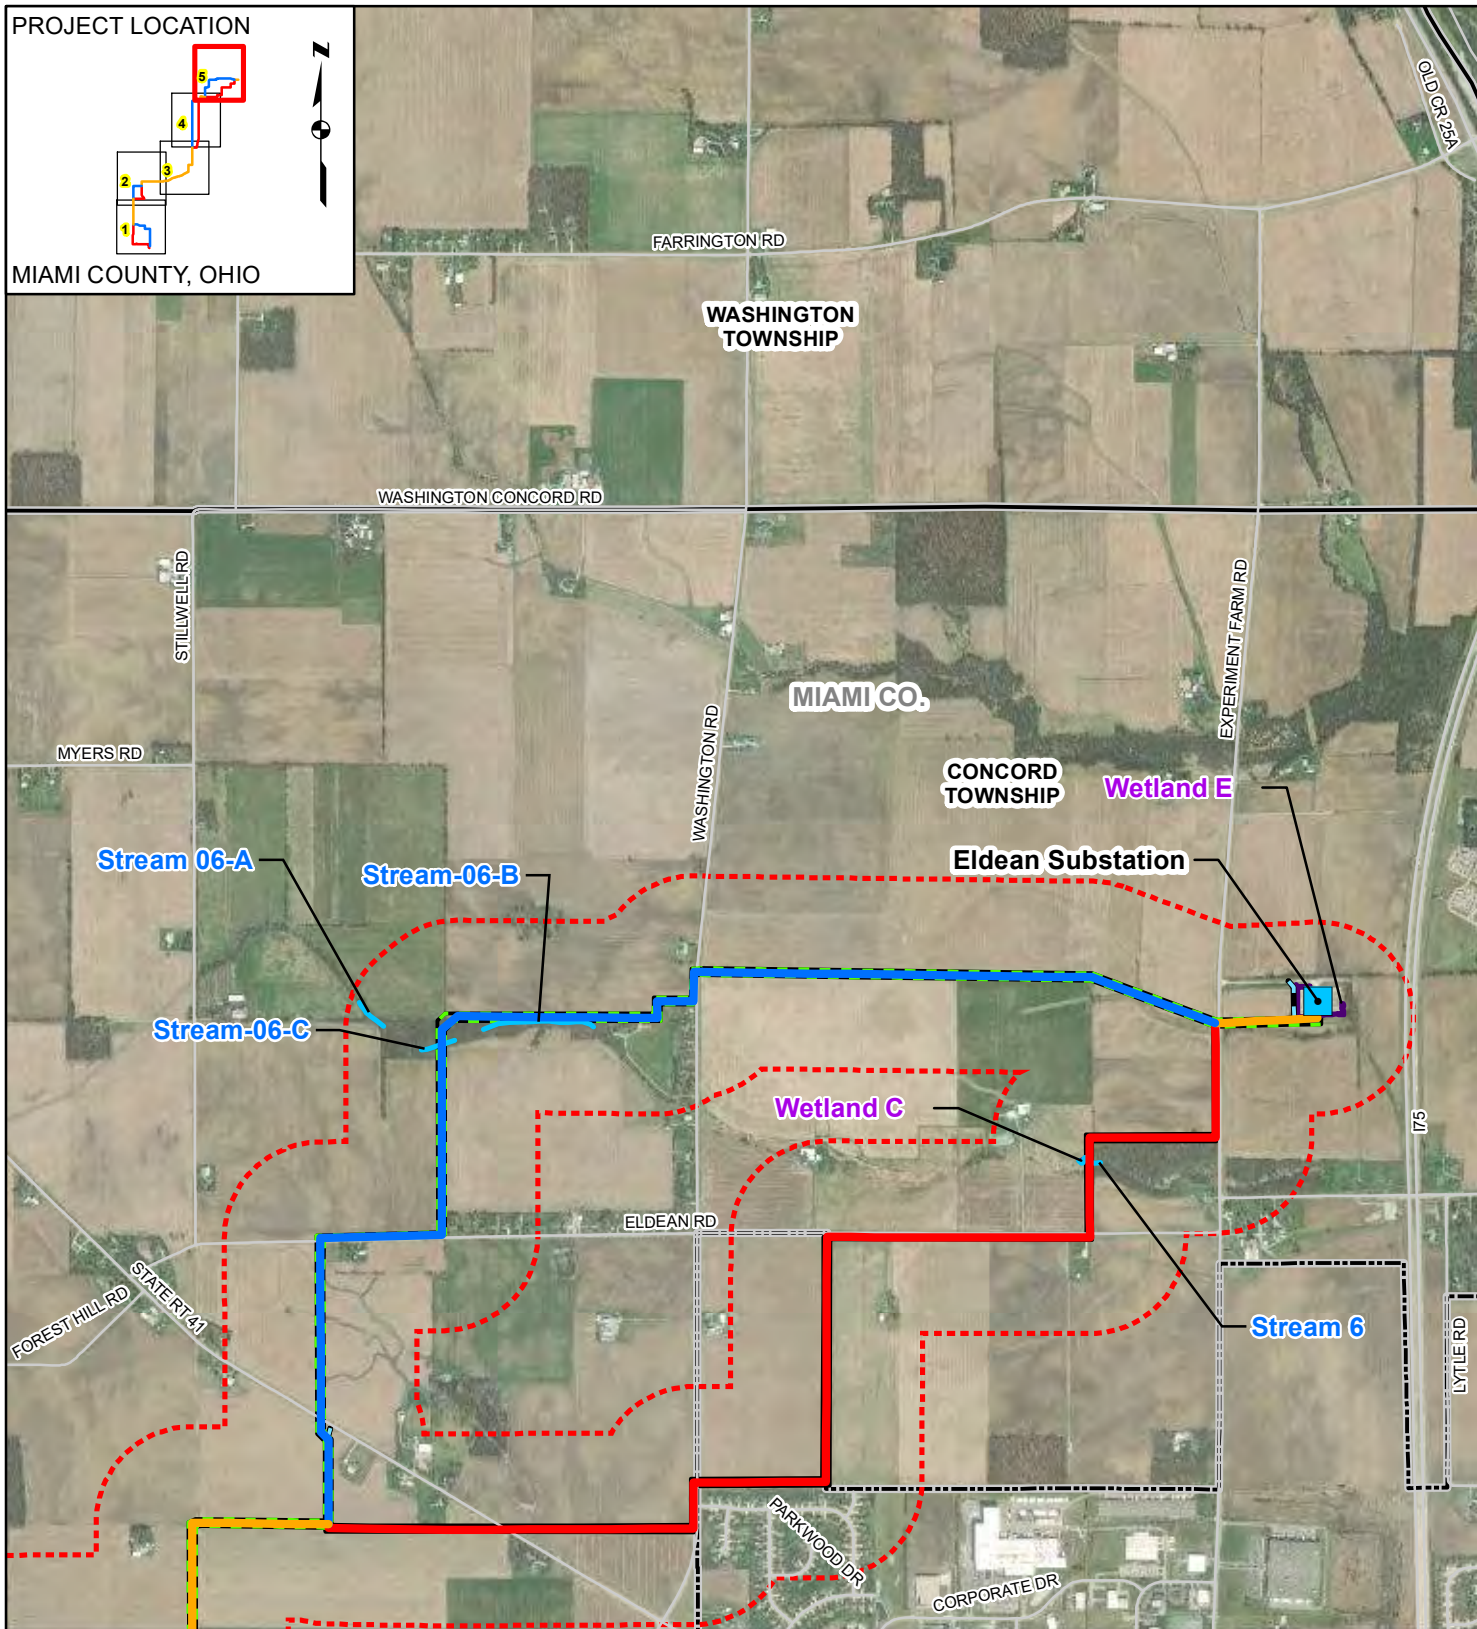 PROJECT LOCATION
N
5
4
3
2
1
MIAMI COUNTY, OHIO
OLD CR 25A
FARRINGTON RD
WASHINGTON
TOWNSHIP
WASHINGTON CONCORD RD
STILLWELL RD
EXPERIMENT FARM RD
MIAMI CO.
WASHINGTON RD
MYERS RD
CONCORD
TOWNSHIP
Wetland E
Eldean Substation
Stream 06-A
Stream-06-B
Stream-06-C
Wetland C
I75
ELDEAN RD
STATE RT 41
FOREST HILL RD
Stream 6
LYTLE RD
PARKWOOD DR
CORPORATE DR